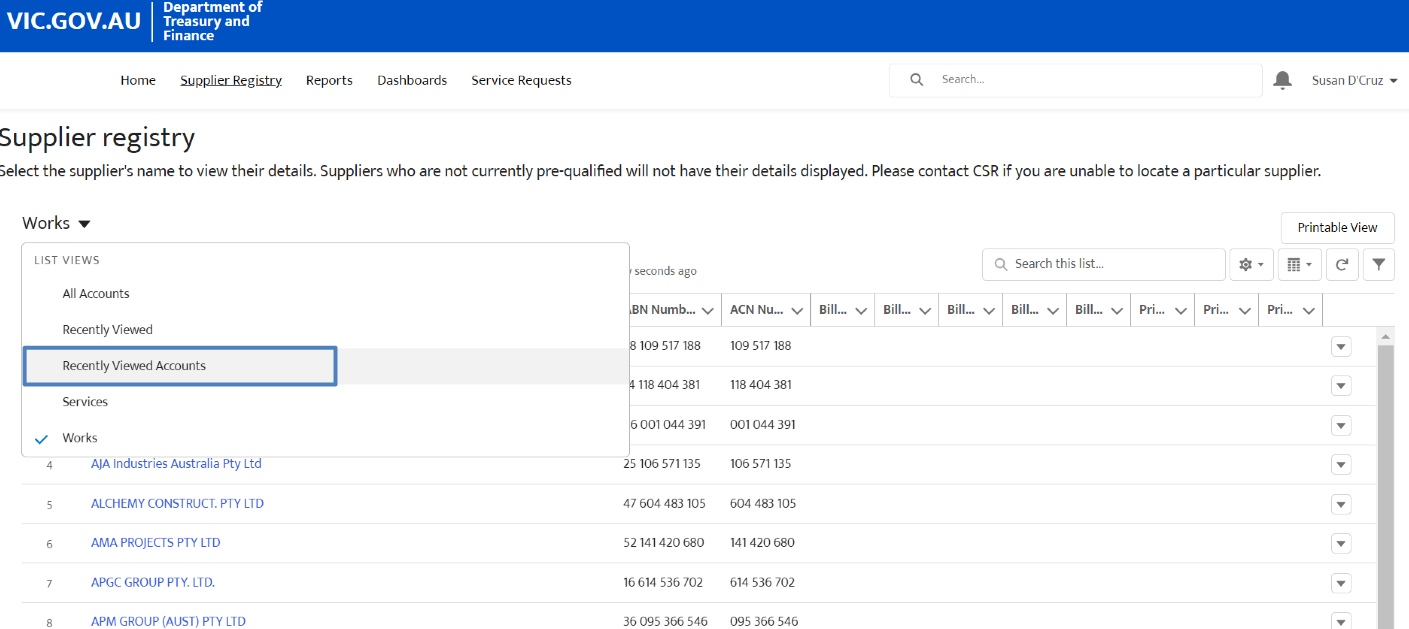 VIC.GOV.AU
Department of
Treasury and
Finance
Home Supplier Registry Reports Dashboards Service Requests Search... Susan D'Cruz
Supplier registry
Select the supplier's name to view their details. Suppliers who are not currently pre-qualified will not have their details displayed. Please contact CSR if you are unable to locate a particular supplier.
Works
Printable View
LIST VIEWS
All Accounts
Recently Viewed
Recently Viewed Accounts
Services
Works
seconds ago
Search this list...
ABN Numb... ACN Nu... Bill... Bill... Bill... Bill... Bill... Pri... Pri... Pri...
8 109 517 188 109 517 188
4 118 404 381 118 404 381
6 001 044 391 001 044 391
4 AJA Industries Australia Pty Ltd 25 106 571 135 106 571 135
5 ALCHEMY CONSTRUCT. PTY LTD 47 604 483 105 604 483 105
6 AMA PROJECTS PTY LTD 52 141 420 680 141 420 680
7 APGC GROUP PTY. LTD. 16 614 536 702 614 536 702
8 APM GROUP (AUST) PTY LTD 36 095 366 546 095 366 546